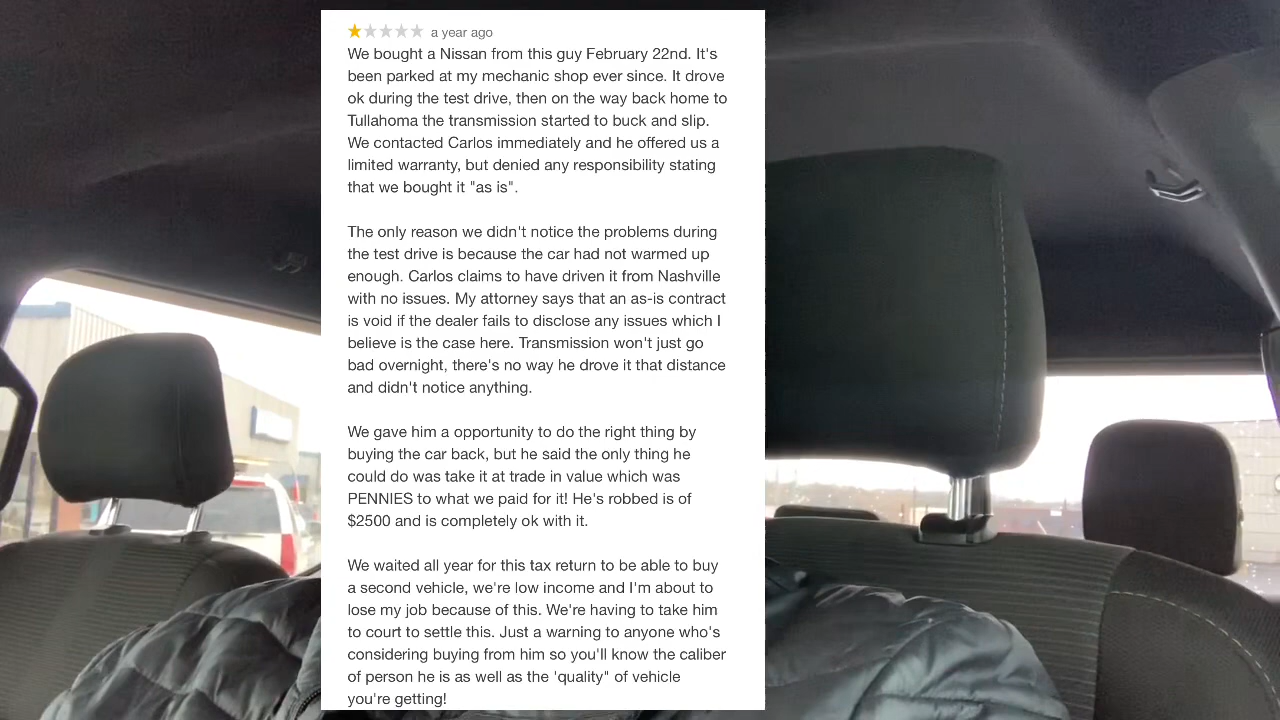 a year ago
We bought a Nissan from this guy February 22nd. It's
been parked at my mechanic shop ever since. It drove
ok during the test drive, then on the way back home to
Tullahoma the transmission started to buck and slip.
We contacted Carlos immediately and he offered us a
limited warranty, but denied any responsibility stating
that we bought it "as is".
The only reason we didn't notice the problems during
the test drive is because the car had not warmed up
enough. Carlos claims to have driven it from Nashville
with no issues. My attorney says that an as-is contract
is void if the dealer fails to disclose any issues which I
believe is the case here. Transmission won't just go
bad overnight, there's no way he drove it that distance
and didn't notice anything.
We gave him a opportunity to do the right thing by
buying the car back, but he said the only thing he
could do was take it at trade in value which was
PENNIES to what we paid for it! He's robbed is of
$2500 and is completely ok with it.
We waited all year for this tax return to be able to buy
a second vehicle, we're low income and I'm about to
lose my job because of this. We're having to take him
to court to settle this. Just a warning to anyone who's
considering buying from him so you'll know the caliber
of person he is as well as the 'quality" of vehicle
you're getting!